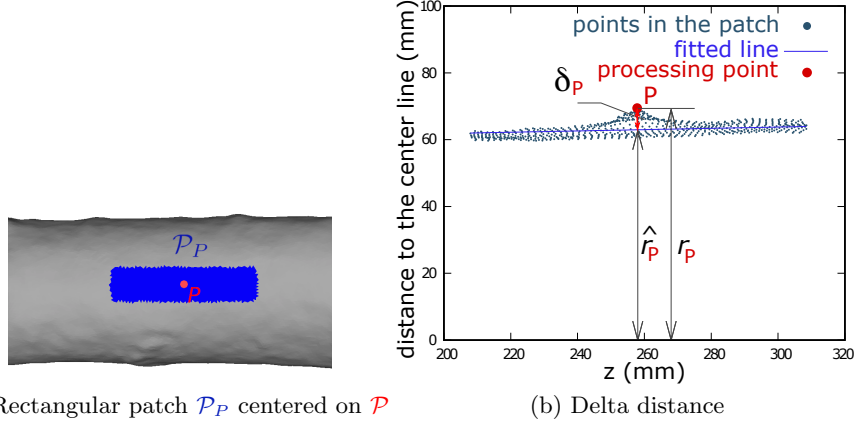 𝒫_P
P
Rectangular patch 𝒫_P centered on 𝒫
distance to the center line (mm)
100
80
60
40
20
0
points in the patch
fitted line
processing point
δ_P
P
r̂_P
r_P
200
220
240
260
280
300
320
z (mm)
(b) Delta distance